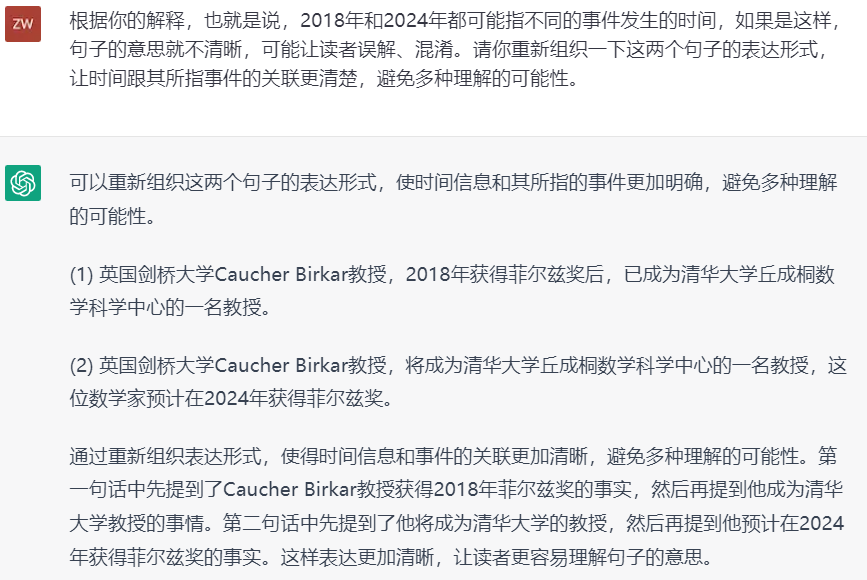 ZW
根据你的解释，也就是说，2018年和2024年都可能指不同的事件发生的时间，如果是这样，
句子的意思就不清晰，可能让读者误解、混淆。请你重新组织一下这两个句子的表达形式，
让时间跟其所指事件的关联更清楚，避免多种理解的可能性。
可以重新组织这两个句子的表达形式，使时间信息和其所指的事件更加明确，避免多种理解
的可能性。
(1) 英国剑桥大学Caucher Birkar教授，2018年获得菲尔兹奖后，已成为清华大学丘成桐数
学科学中心的一名教授。
(2) 英国剑桥大学Caucher Birkar教授，将成为清华大学丘成桐数学科学中心的一名教授，这
位数学家预计在2024年获得菲尔兹奖。
通过重新组织表达形式，使得时间信息和事件的关联更加清晰，避免多种理解的可能性。第
一句话中先提到了Caucher Birkar教授获得2018年菲尔兹奖的事实，然后再提到他成为清华
大学教授的事情。第二句话中先提到了他将成为清华大学的教授，然后再提到他预计在2024
年获得菲尔兹奖的事实。这样表达更加清晰，让读者更容易理解句子的意思。